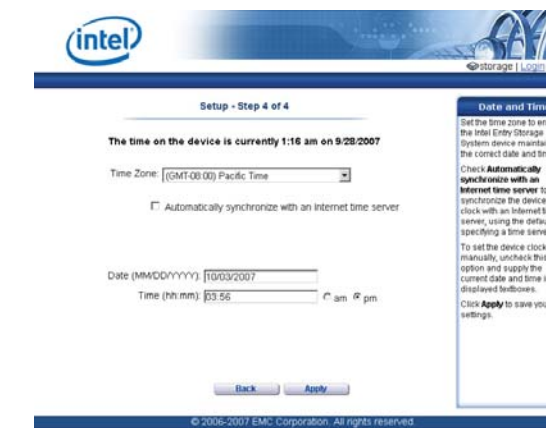 intel
storage | Login
Setup - Step 4 of 4
The time on the device is currently 1:16 am on 9/28/2007
Time Zone: (GMT-08:00) Pacific Time
Automatically synchronize with an Internet time server
Date (MM/DD/YYYY): 10/03/2007
Time (hh:mm): 03:56 am pm
Back Apply
Date and Tim
Set the time zone to en
the Intel Entry Storage
System device maintai
the correct date and tim
Check Automatically
synchronize with an
Internet time server to
synchronize the device
clock with an Internet ti
server, using the defau
specifying a time serve
To set the device clock
manually, uncheck this
option and supply the
current date and time i
displayed textboxes.
Click Apply to save you
settings.
© 2006-2007 EMC Corporation. All rights reserved.